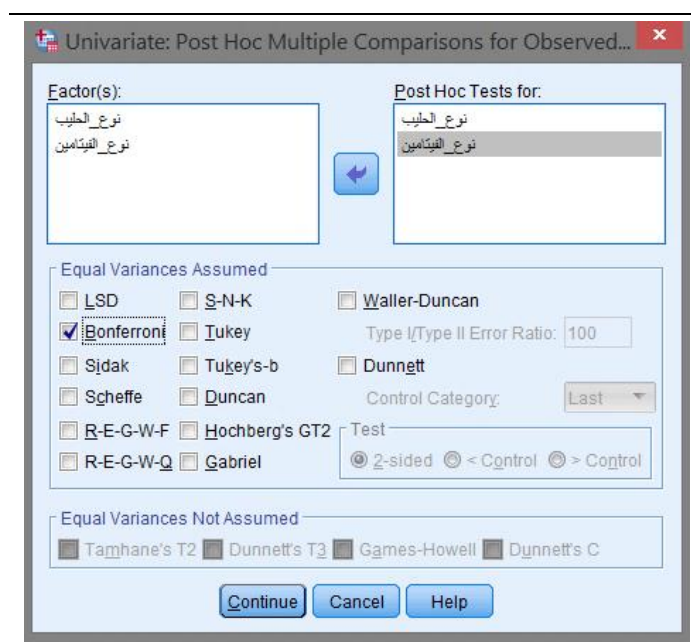 Univariate: Post Hoc Multiple Comparisons for Observed...
Factor(s):
نوع_الحليب
نوع_الفيتامين
Post Hoc Tests for:
نوع_الحليب
نوع_الفيتامين
Equal Variances Assumed
LSD S-N-K Waller-Duncan
Bonferroni Tukey Type I/Type II Error Ratio: 100
Sidak Tukey's-b Dunnett
Scheffe Duncan Control Category: Last
R-E-G-W-F Hochberg's GT2 Test
R-E-G-W-Q Gabriel 2-sided < Control > Control
Equal Variances Not Assumed
Tamhane's T2 Dunnett's T3 Games-Howell Dunnett's C
Continue Cancel Help